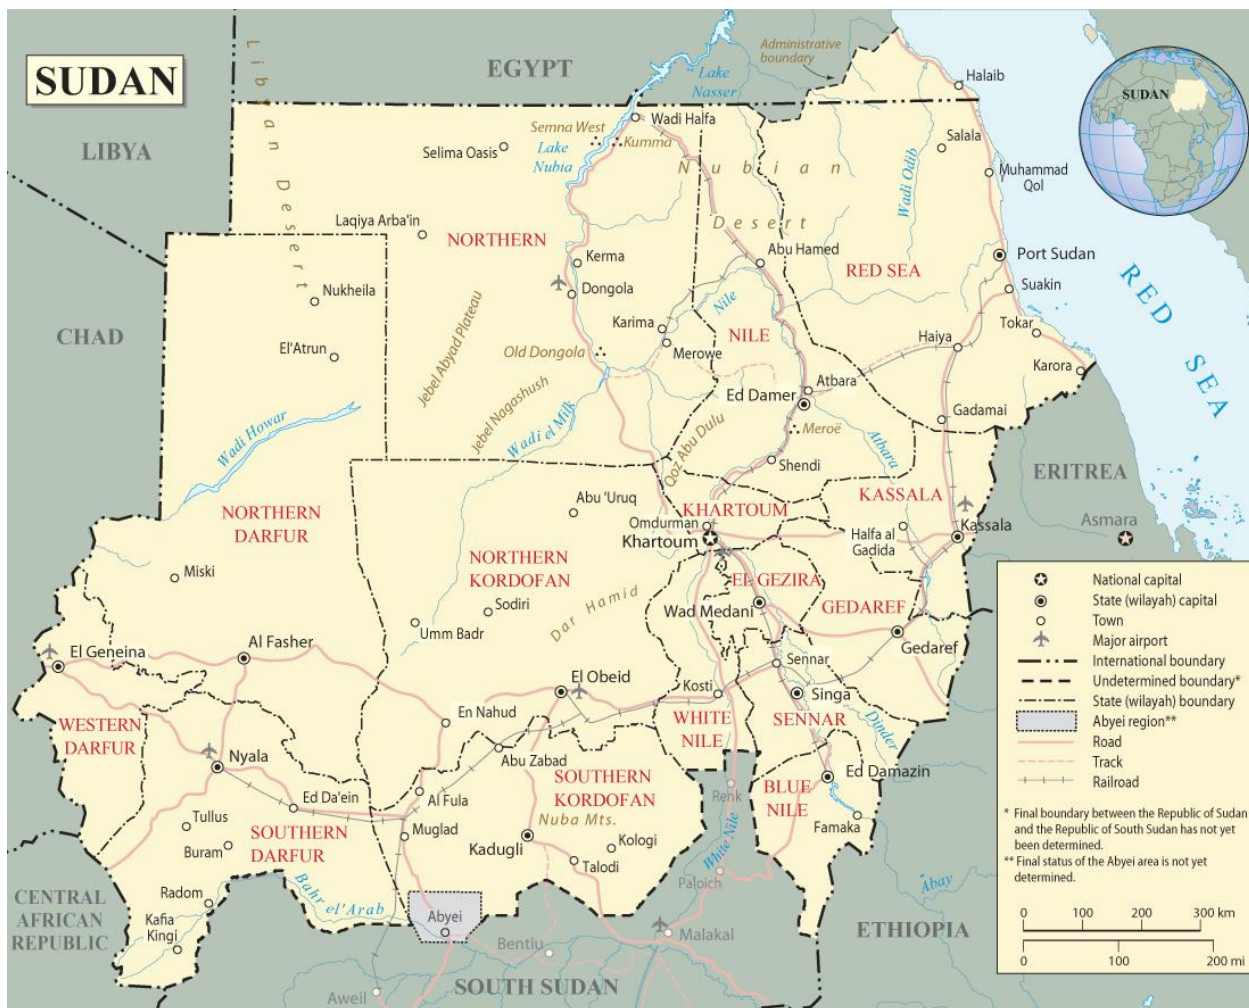 SUDAN
EGYPT
Administrative
boundary
Lake
Nasser
Halaib
SUDAN
LIBYA
Libyan Desert
Wadi Halfa
Semna West
Kumma
Lake
Nubia
Selima Oasis
Salala
Wadi Odib
Muhammad
Qol
Nubian
Desert
Laqiya Arba'in
NORTHERN
Kerma
Abu Hamed
RED SEA
Port Sudan
Suakin
RED SEA
Nukheila
Dongola
Nile
Karima
NILE
Tokar
CHAD
El'Atrun
Jebel Abyad Plateau
Old Dongola
Merowe
Haiya
Karora
Jebel Nagashush
Atbara
Ed Damer
Gadamai
Wadi Howar
Wadi el Milk
Qoz Abu Dulu
Meroë
Atbara
Shendi
ERITREA
KASSALA
NORTHERN
DARFUR
Abu 'Uruq
KHARTOUM
Omdurman
Khartoum
Halfa al
Gadida
Kassala
Asmara
NORTHERN
KORDOFAN
Miski
EL GEZIRA
Sodiri
Dar Hamid
Wad Medani
GEDAREF
Umm Badr
Gedaref
El Geneina
Al Fasher
Sennar
El Obeid
Kosti
Singa
WESTERN
DARFUR
En Nahud
WHITE
NILE
SENNAR
Dinder
Nyala
Abu Zabad
SOUTHERN
KORDOFAN
Ed Damazin
BLUE
NILE
Ed Da'ein
Al Fula
Renk
Famaka
Tullus
Nuba Mts.
SOUTHERN
DARFUR
Muglad
Kadugli
Kologi
Buram
Talodi
White Nile
Paloich
Abay
CENTRAL
AFRICAN
REPUBLIC
Radom
Bahr el'Arab
Kafia
Kingi
Abyei
Bentiu
Malakal
ETHIOPIA
SOUTH SUDAN
Aweil
National capital
State (wilayah) capital
Town
Major airport
International boundary
Undetermined boundary*
State (wilayah) boundary
Abyei region**
Road
Track
Railroad
* Final boundary between the Republic of Sudan
and the Republic of South Sudan has not yet
been determined.
** Final status of the Abyei area is not yet
determined.
0 100 200 300 km
0 100 200 mi